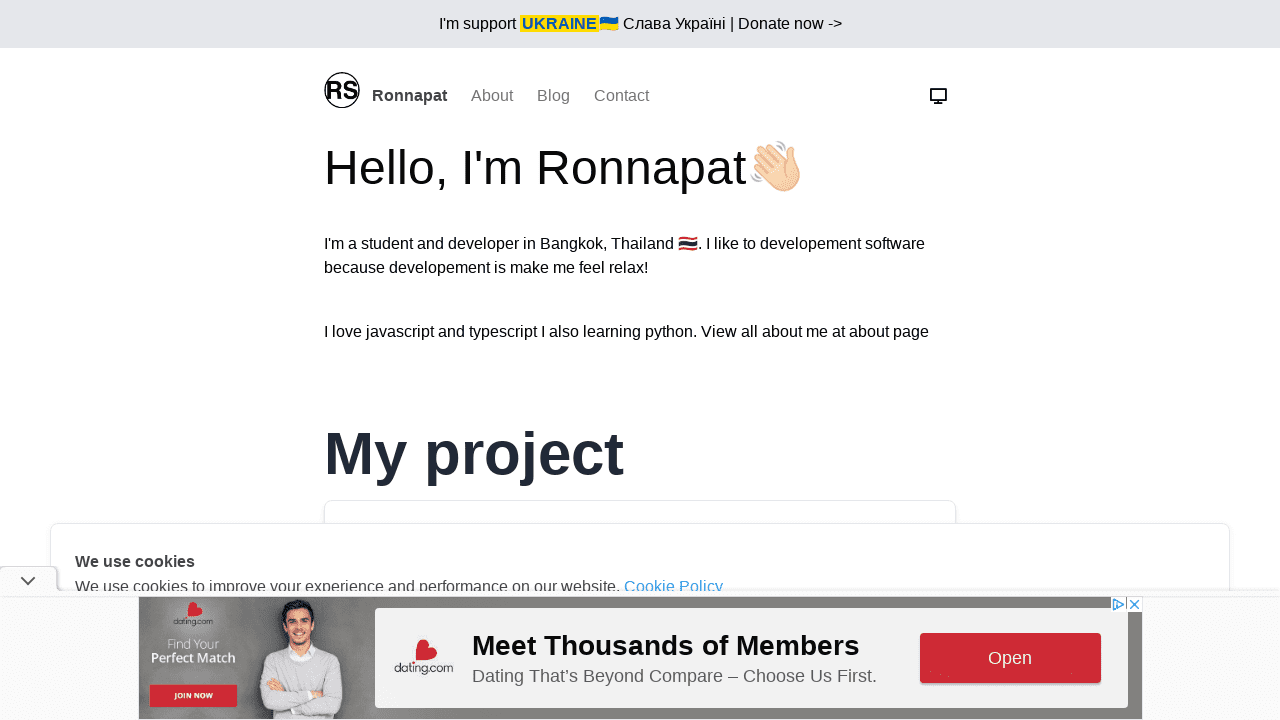 I'm support UKRAINE🇺🇦 Слава Україні | Donate now ->
RS Ronnapat About Blog Contact
Hello, I'm Ronnapat👋🏻
I'm a student and developer in Bangkok, Thailand 🇹🇭. I like to developement software
because developement is make me feel relax!
I love javascript and typescript I also learning python. View all about me at about page
My project
We use cookies
We use cookies to improve your experience and performance on our website. Cookie Policy
dating.com
Find Your
Perfect Match
JOIN NOW
dating.com
Meet Thousands of Members
Dating That's Beyond Compare – Choose Us First.
Open